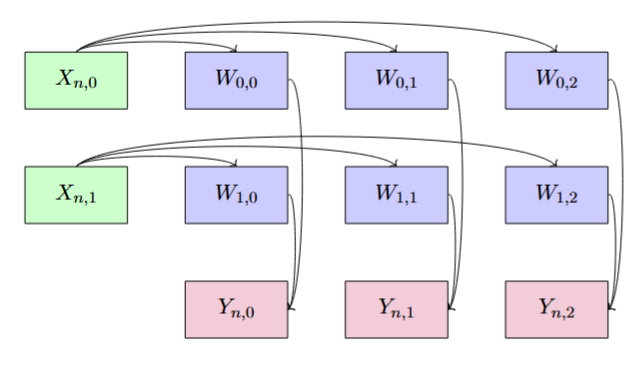 X_{n,0} W_{0,0} W_{0,1} W_{0,2}
X_{n,1} W_{1,0} W_{1,1} W_{1,2}
Y_{n,0} Y_{n,1} Y_{n,2}